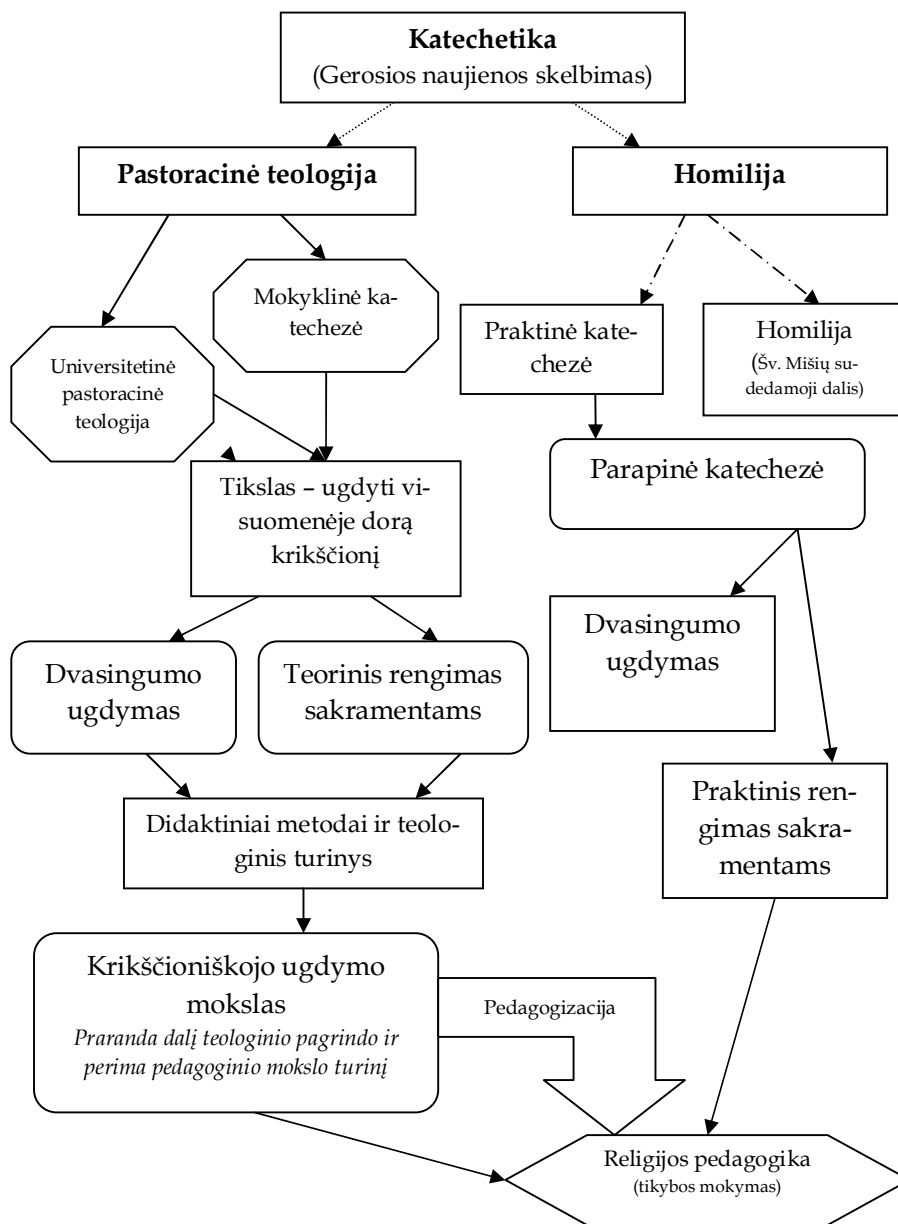 Katechetika
(Gerosios naujienos skelbimas)
Pastoracinė teologija
Homilija
Mokyklinė ka-
techezė
Universitetinė
pastoracinė
teologija
Praktinė kate-
chezė
Homilija
(Šv. Mišių su-
dedamoji dalis)
Parapinė katechezė
Tikslas – ugdyti vi-
suomenėje dorą
krikščionį
Dvasingumo
ugdymas
Dvasingumo
ugdymas
Teorinis rengimas
sakramentams
Praktinis ren-
gimas sakra-
mentams
Didaktiniai metodai ir teolo-
ginis turinys
Krikščioniškojo ugdymo
mokslas
Praranda dalį teologinio pagrindo ir
perima pedagoginio mokslo turinį
Pedagogizacija
Religijos pedagogika
(tikybos mokymas)